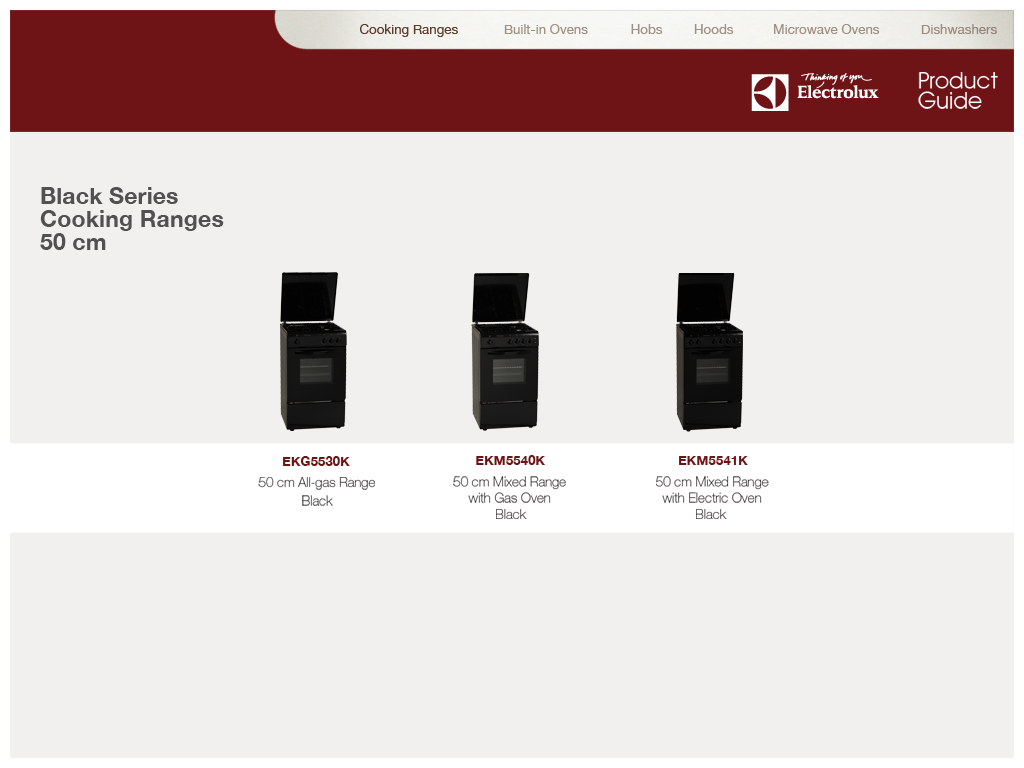 Cooking Ranges Built-in Ovens Hobs Hoods Microwave Ovens Dishwashers
Thinking of you
Electrolux
Product
Guide
Black Series
Cooking Ranges
50 cm
EKG5530K
50 cm All-gas Range
Black
EKM5540K
50 cm Mixed Range
with Gas Oven
Black
EKM5541K
50 cm Mixed Range
with Electric Oven
Black